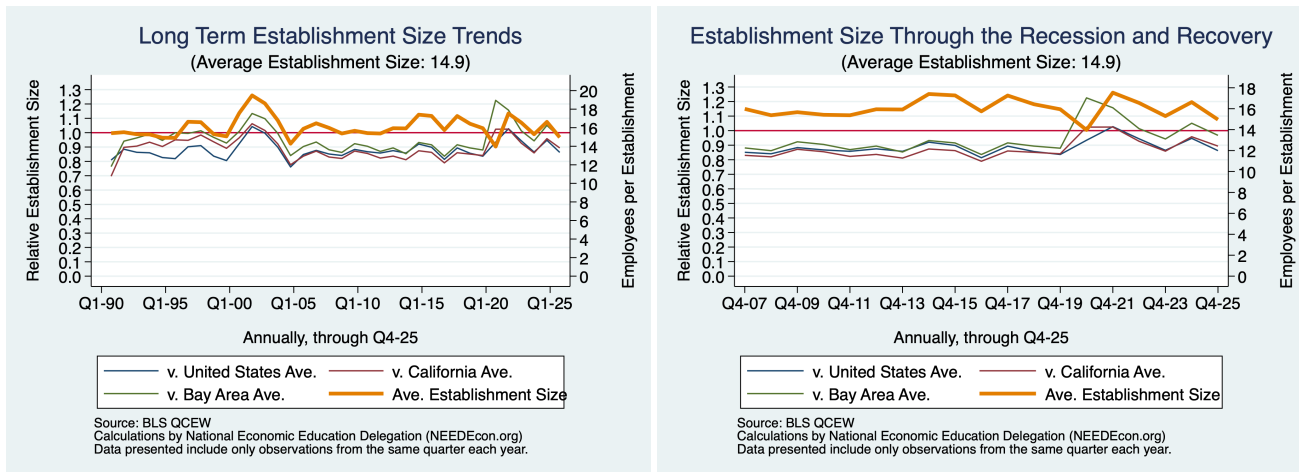 Long Term Establishment Size Trends
(Average Establishment Size: 14.9)
Relative Establishment Size
1.3
1.2
1.1
1.0
0.9
0.8
0.7
0.6
0.5
0.4
0.3
0.2
0.1
0.0
20
18
16
14
12
10
8
6
4
2
0
Employees per Establishment
Q1-90 Q1-95 Q1-00 Q1-05 Q1-10 Q1-15 Q1-20 Q1-25
Annually, through Q4-25
v. United States Ave. v. California Ave.
v. Bay Area Ave. Ave. Establishment Size
Source: BLS QCEW
Calculations by National Economic Education Delegation (NEEDEcon.org)
Data presented include only observations from the same quarter each year.
Establishment Size Through the Recession and Recovery
(Average Establishment Size: 14.9)
Relative Establishment Size
1.3
1.2
1.1
1.0
0.9
0.8
0.7
0.6
0.5
0.4
0.3
0.2
0.1
0.0
18
16
14
12
10
8
6
4
2
0
Employees per Establishment
Q4-07 Q4-09 Q4-11 Q4-13 Q4-15 Q4-17 Q4-19 Q4-21 Q4-23 Q4-25
Annually, through Q4-25
v. United States Ave. v. California Ave.
v. Bay Area Ave. Ave. Establishment Size
Source: BLS QCEW
Calculations by National Economic Education Delegation (NEEDEcon.org)
Data presented include only observations from the same quarter each year.